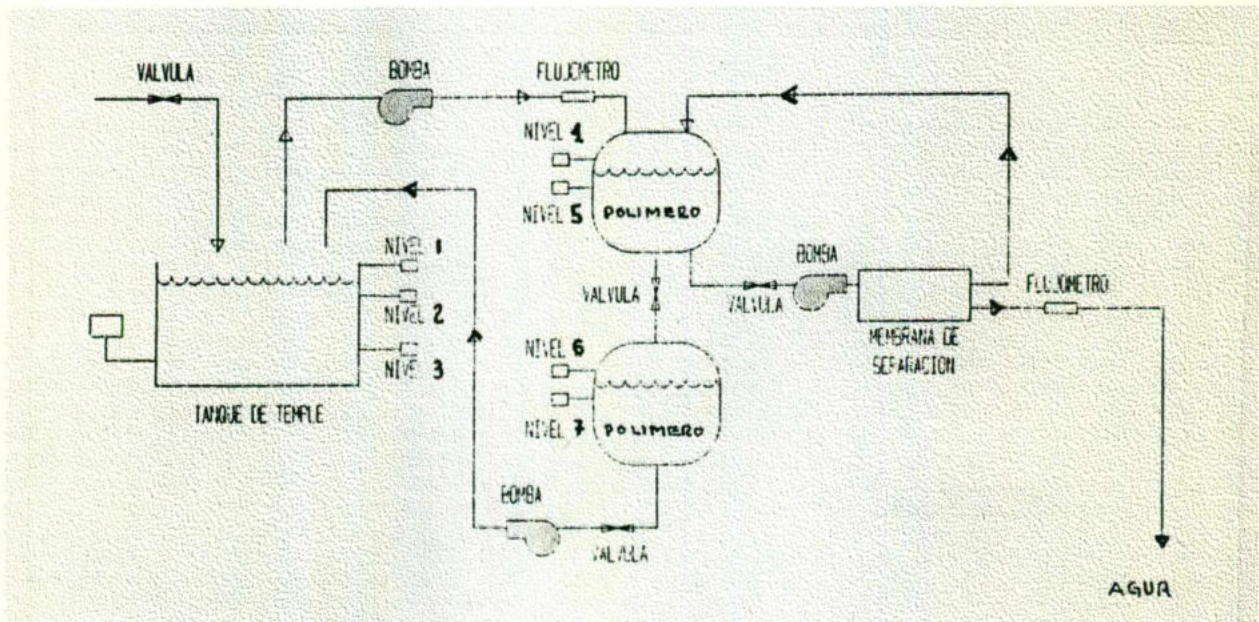 VALVULA
BOMBA
FLUJOMETRO
NIVEL 4
NIVEL 5
POLIMERO
NIVEL 1
NIVEL 2
NIVEL 3
TANQUE DE TEMPLE
VALVULA
BOMBA
VALVULA
FLUJOMETRO
MEMBRANA DE
SEPARACION
NIVEL 6
NIVEL 7
POLIMERO
BOMBA
VALVULA
AGUA